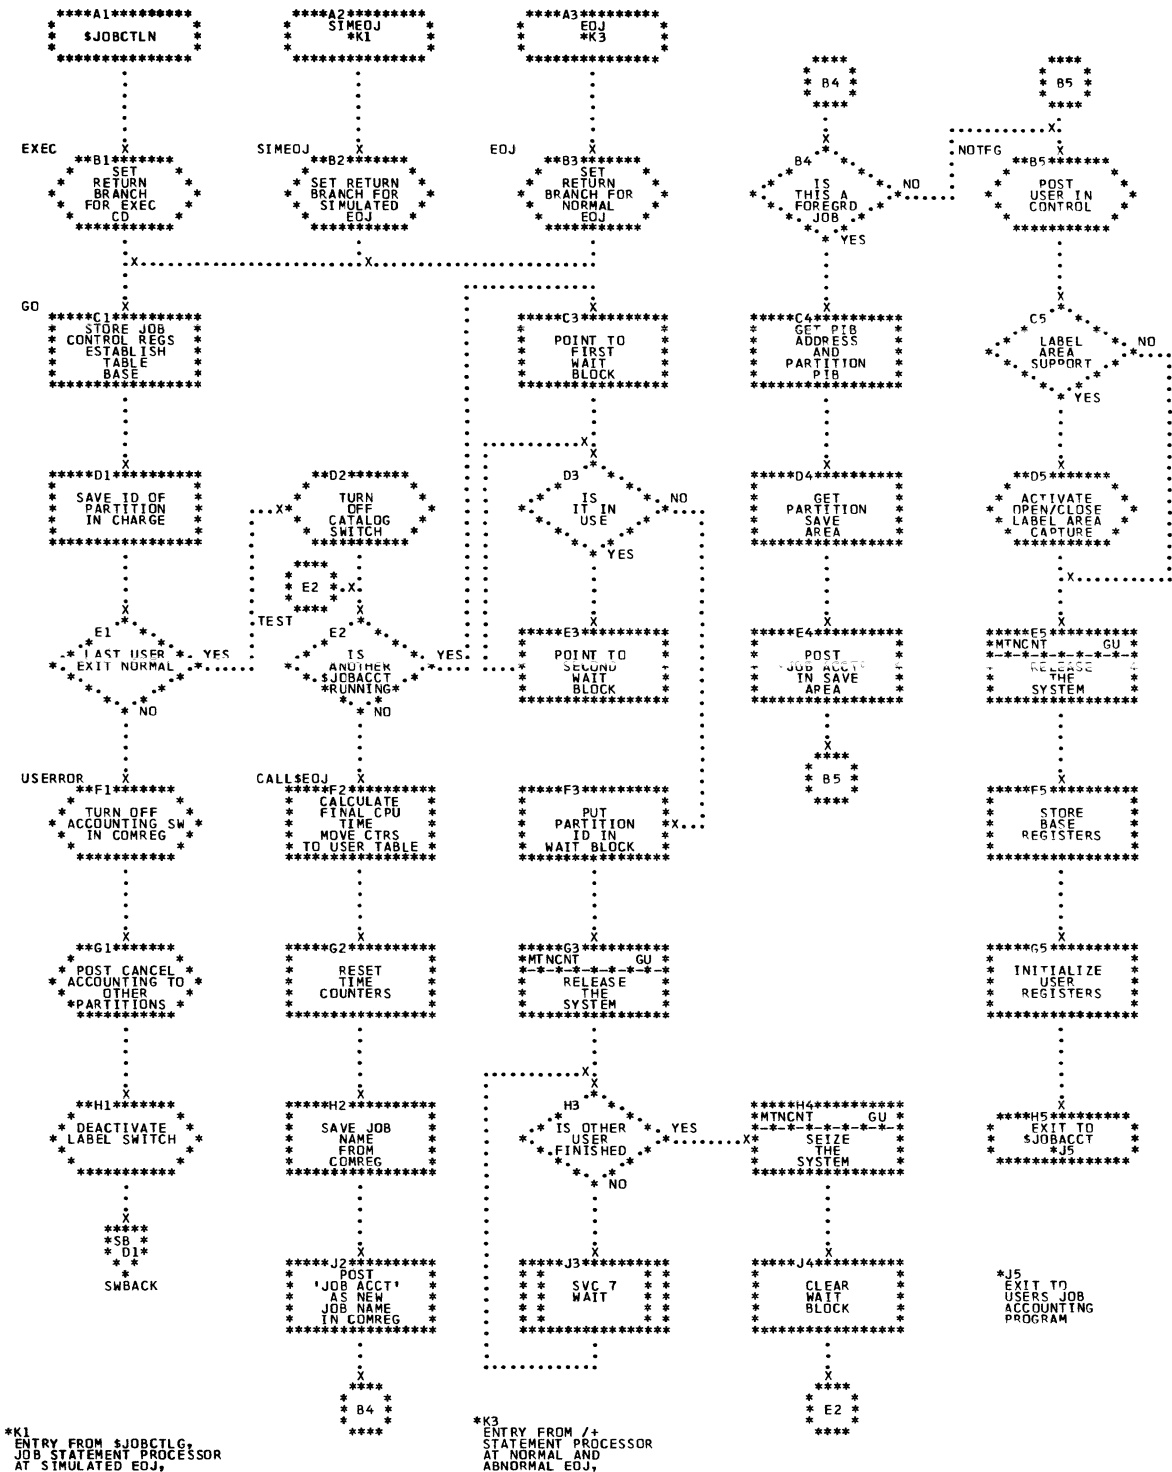 A1
$JOBCTLN
A2
SIMEOJ
*K1
A3
EOJ
*K3
B4
B5
EXEC
B1
SET
RETURN
BRANCH
FOR EXEC
CD
SIMEOJ
B2
SET RETURN
BRANCH FOR
SIMULATED
EOJ
EOJ
B3
SET
RETURN
BRANCH FOR
NORMAL
EOJ
B4
IS
THIS A
FOREGRD
JOB
NO
YES
NOTFG
B5
POST
USER IN
CONTROL
GO
C1
STORE JOB
CONTROL REGS
ESTABLISH
TABLE
BASE
C3
POINT TO
FIRST
WAIT
BLOCK
C4
GET PIB
ADDRESS
AND
PARTITION
PIB
C5
LABEL
AREA
SUPPORT
NO
YES
D1
SAVE ID OF
PARTITION
IN CHARGE
D2
TURN
OFF
CATALOG
SWITCH
D3
IS
IT IN
USE
NO
YES
D4
GET
PARTITION
SAVE
AREA
D5
ACTIVATE
OPEN/CLOSE
LABEL AREA
CAPTURE
E2
TEST
E1
LAST USER
EXIT NORMAL
YES
NO
E2
IS
ANOTHER
$JOBACCT
RUNNING
YES
NO
E3
POINT TO
SECOND
WAIT
BLOCK
E4
POST
JOB ACCT
IN SAVE
AREA
E5
MTNCNT GU
RELEASE
THE
SYSTEM
B5
USERROR
F1
TURN OFF
ACCOUNTING SW
IN COMREG
CALL$EOJ
F2
CALCULATE
FINAL CPU
TIME
MOVE CTRS
TO USER TABLE
F3
PUT
PARTITION
ID IN
WAIT BLOCK
F5
STORE
BASE
REGISTERS
G1
POST CANCEL
ACCOUNTING TO
OTHER
PARTITIONS
G2
RESET
TIME
COUNTERS
G3
MTNCNT GU
RELEASE
THE
SYSTEM
G5
INITIALIZE
USER
REGISTERS
H1
DEACTIVATE
LABEL SWITCH
H2
SAVE JOB
NAME
FROM
COMREG
H3
IS OTHER
USER
FINISHED
YES
NO
H4
MTNCNT GU
SEIZE
THE
SYSTEM
H5
EXIT TO
$JOBACCT
*J5
SB
D1
SWBACK
J2
POST
'JOB ACCT'
AS NEW
JOB NAME
IN COMREG
J3
SVC 7
WAIT
J4
CLEAR
WAIT
BLOCK
*J5
EXIT TO
USERS JOB
ACCOUNTING
PROGRAM
B4
E2
*K1
ENTRY FROM $JOBCTLG,
JOB STATEMENT PROCESSOR
AT SIMULATED EOJ,
*K3
ENTRY FROM /+
STATEMENT PROCESSOR
AT NORMAL AND
ABNORMAL EOJ,